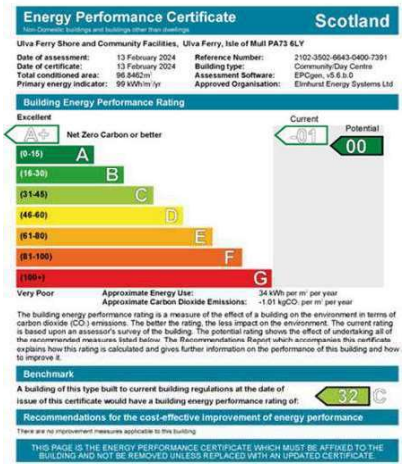 Energy Performance Certificate
Scotland
Non-Domestic buildings and buildings other than dwellings
Ulva Ferry Shore and Community Facilities, Ulva Ferry, Isle of Mull PA73 6LY
Date of assessment: 13 February 2024 Reference Number: 2102-3502-6643-0400-7391
Date of certificate: 13 February 2024 Building type: Community/Day Centre
Total conditioned area: 96.8462m² Assessment Software: EPCgen, v5.6.b.0
Primary energy indicator: 99 kWh/m²/yr Approved Organisation: Elmhurst Energy Systems Ltd
Building Energy Performance Rating
Excellent
Current
Potential
A+ Net Zero Carbon or better
-01
00
(0-15) A
(16-30) B
(31-45) C
(46-60) D
(61-80) E
(81-100) F
(100+) G
Very Poor
Approximate Energy Use: 34 kWh per m² per year
Approximate Carbon Dioxide Emissions: -1.01 kgCO₂ per m² per year
The building energy performance rating is a measure of the effect of a building on the environment in terms of
carbon dioxide (CO₂) emissions. The better the rating, the less impact on the environment. The current rating
is based upon an assessor's survey of the building. The potential rating shows the effect of undertaking all of
the recommended measures listed below. The Recommendations Report which accompanies this certificate
explains how this rating is calculated and gives further information on the performance of this building and how
to improve it.
Benchmark
A building of this type built to current building regulations at the date of
issue of this certificate would have a building energy performance rating of:
32 C
Recommendations for the cost-effective improvement of energy performance
There are no improvement measures applicable to this building
THIS PAGE IS THE ENERGY PERFORMANCE CERTIFICATE WHICH MUST BE AFFIXED TO THE
BUILDING AND NOT BE REMOVED UNLESS REPLACED WITH AN UPDATED CERTIFICATE.